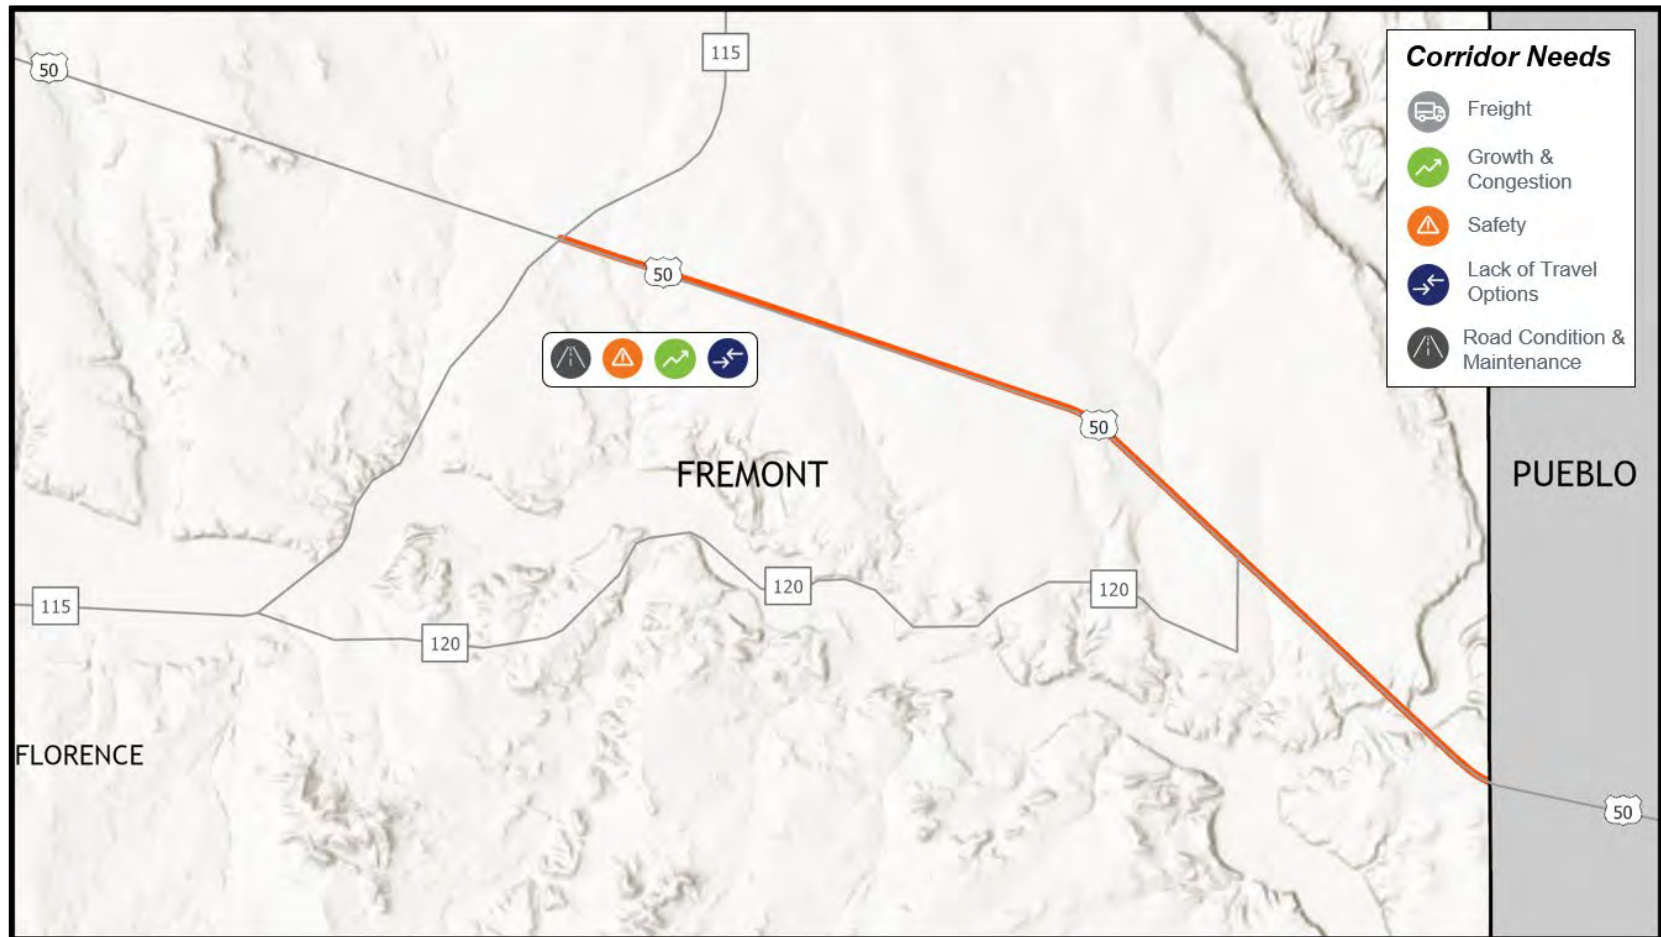 115
50
Corridor Needs
Freight
Growth &
Congestion
Safety
Lack of Travel
Options
Road Condition &
Maintenance
50
50
FREMONT
PUEBLO
120
120
115
120
FLORENCE
50